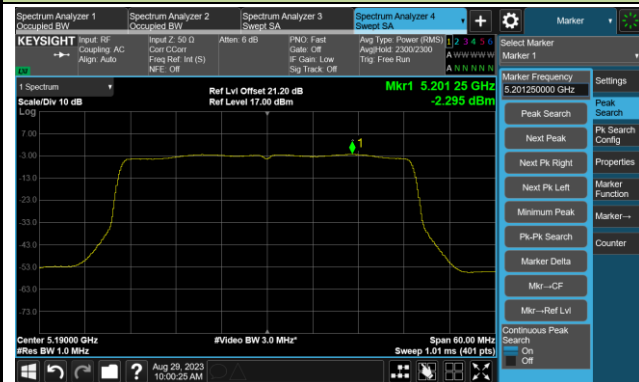 Spectrum Analyzer 1
Occupied BW
Spectrum Analyzer 2
Occupied BW
Spectrum Analyzer 3
Swept SA
Spectrum Analyzer 4
Swept SA
+
Marker
KEYSIGHT
Input: RF
Coupling: AC
Align: Auto
Input Z: 50 Ω
Corr CCorr
Freq Ref: Int (S)
NFE: Off
Atten: 6 dB
PNO: Fast
Gate: Off
IF Gain: Low
Sig Track: Off
Avg Type: Power (RMS)
Avg|Hold: 2300/2300
Trig: Free Run
1 2 3 4 5 6
A W W W W W
A N N N N N
LXI
Select Marker
Marker 1
1 Spectrum
Scale/Div 10 dB
Log
Ref Lvl Offset 21.20 dB
Ref Level 17.00 dBm
Mkr1 5.201 25 GHz
-2.295 dBm
Marker Frequency
5.201250000 GHz
Settings
Peak Search
Peak
Search
Next Peak
Pk Search
Config
Next Pk Right
Properties
Next Pk Left
Marker
Function
Minimum Peak
Marker→
Pk-Pk Search
Counter
Marker Delta
Mkr→CF
Mkr→Ref Lvl
Continuous Peak
Search
On
Off
1
7.00
-3.00
-13.0
-23.0
-33.0
-43.0
-53.0
-63.0
-73.0
Center 5.19000 GHz
#Res BW 1.0 MHz
#Video BW 3.0 MHz*
Span 60.00 MHz
Sweep 1.01 ms (401 pts)
?
Aug 29, 2023
10:00:25 AM